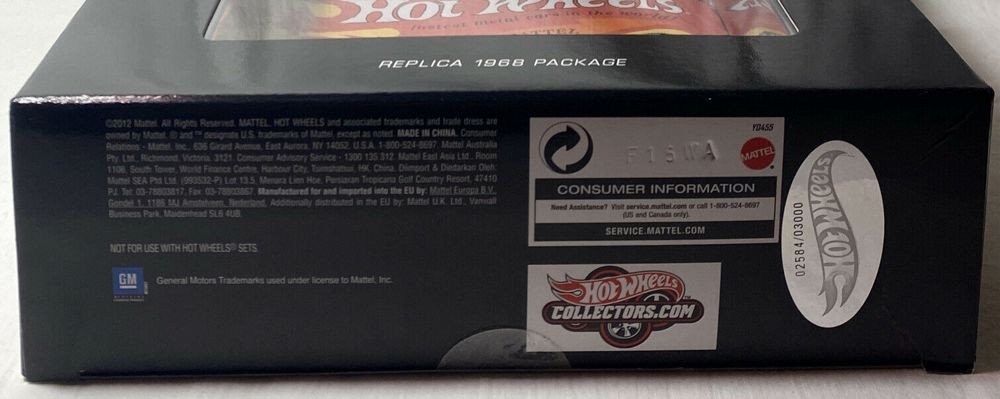 Hot Wheels
fastest metal cars in the world!
MATTEL
REPLICA 1968 PACKAGE
©2012 Mattel. All Rights Reserved. MATTEL, HOT WHEELS and associated trademarks and trade dress are
owned by Mattel. ® and ™ designate U.S. trademarks of Mattel, except as noted. MADE IN CHINA. Consumer
Relations - Mattel, Inc., 636 Girard Avenue, East Aurora, NY 14052, U.S.A. 1-800-524-8697. Mattel Australia
Pty. Ltd., Richmond, Victoria. 3121. Consumer Advisory Service - 1300 135 312. Mattel East Asia Ltd., Room
1106, South Tower, World Finance Centre, Harbour City, Tsimshatsui, HK, China. Diimport & Diedarkan Oleh:
Mattel SEA Ptd Ltd. (993532-P) Lot 13.5, Menara Lien Hoe, Persiaran Tropicana Golf Country Resort, 47410
PJ. Tel: 03-78803817, Fax: 03-78803867. Manufactured for and imported into the EU by: Mattel Europa B.V.,
Gondel 1, 1186 MJ Amstelveen, Nederland. Additionally distributed in the EU by: Mattel U.K. Ltd., Vanwall
Business Park, Maidenhead SL6 4UB.
NOT FOR USE WITH HOT WHEELS® SETS.
GM
General Motors Trademarks used under license to Mattel, Inc.
Y0455
F15WA
MATTEL
CONSUMER INFORMATION
Need Assistance? Visit service.mattel.com or call 1-800-524-8697
(US and Canada only).
SERVICE.MATTEL.COM
HOT WHEELS
COLLECTORS.COM
02584/03000
HOT WHEELS